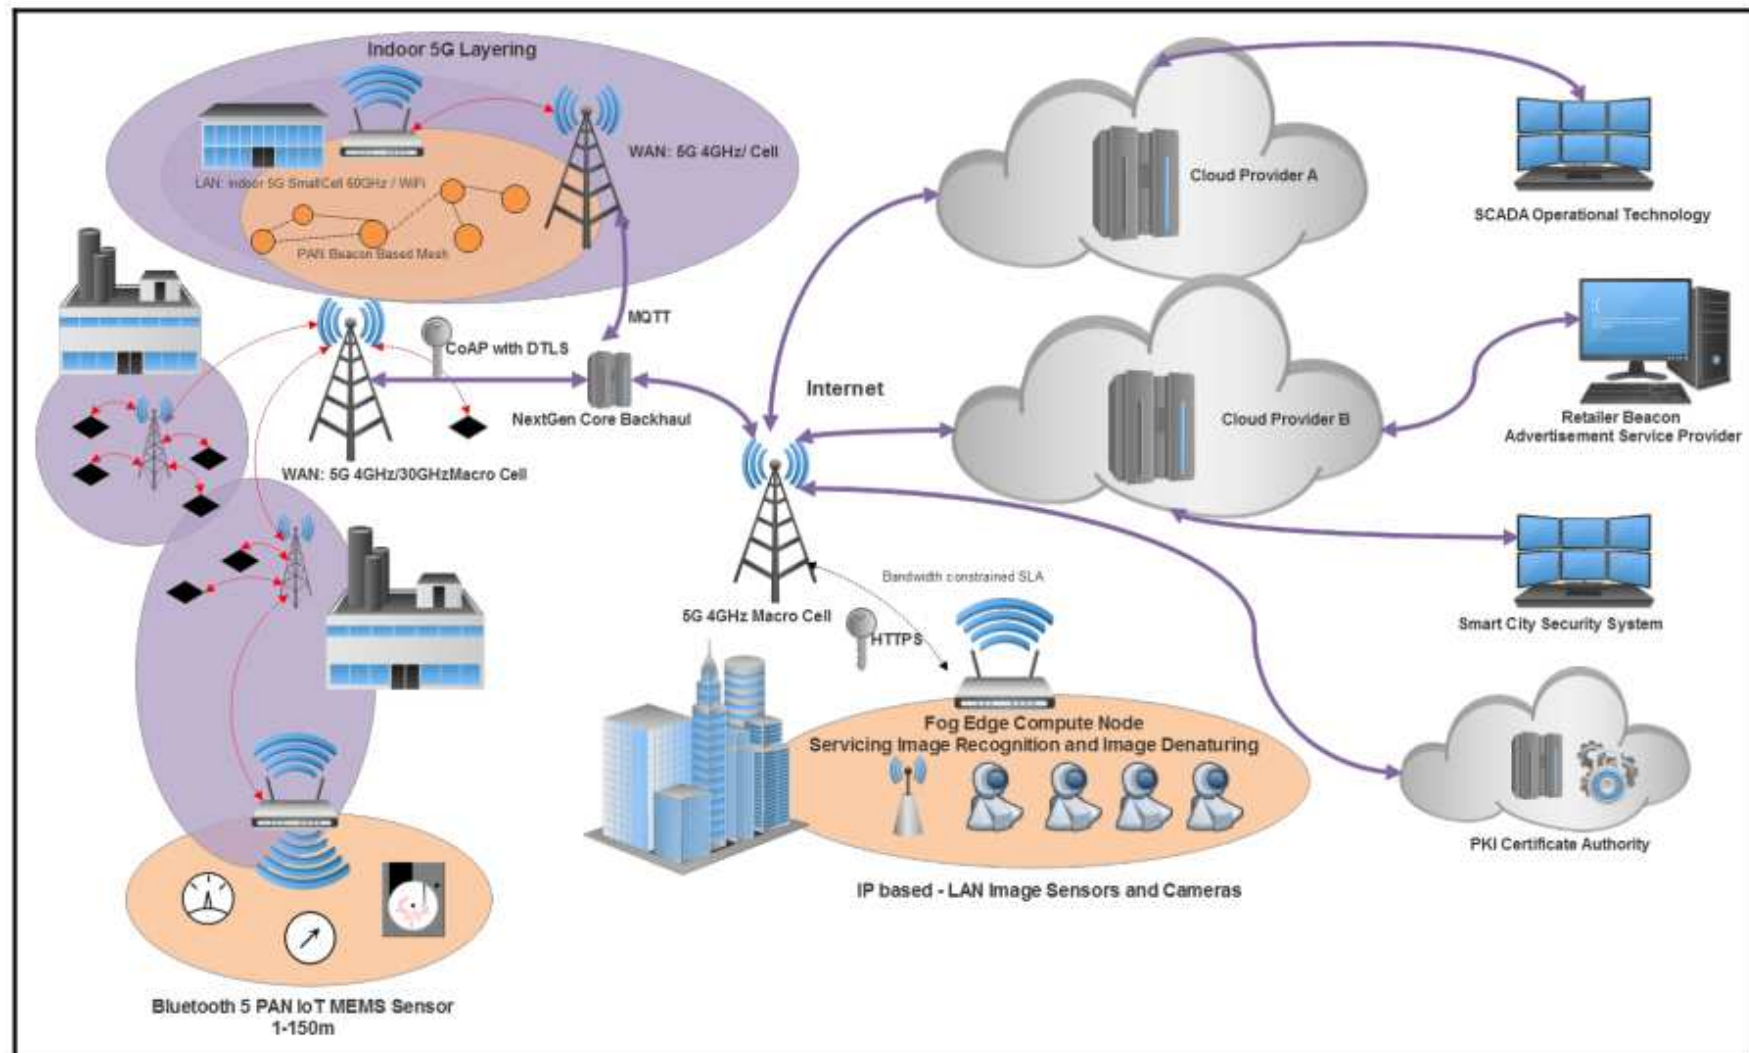 Indoor 5G Layering
WAN: 5G 4GHz/ Cell
LAN: Indoor 5G SmallCell 60GHz / WiFi
PAN Beacon Based Mesh
MQTT
CoAP with DTLS
NextGen Core Backhaul
WAN: 5G 4GHz/30GHzMacro Cell
Internet
Cloud Provider A
SCADA Operational Technology
Cloud Provider B
Retailer Beacon
Advertisement Service Provider
Smart City Security System
Bandwidth constrained SLA
5G 4GHz Macro Cell
HTTPS
Fog Edge Compute Node
Servicing Image Recognition and Image Denaturing
IP based - LAN Image Sensors and Cameras
PKI Certificate Authority
Bluetooth 5 PAN IoT MEMS Sensor
1-150m